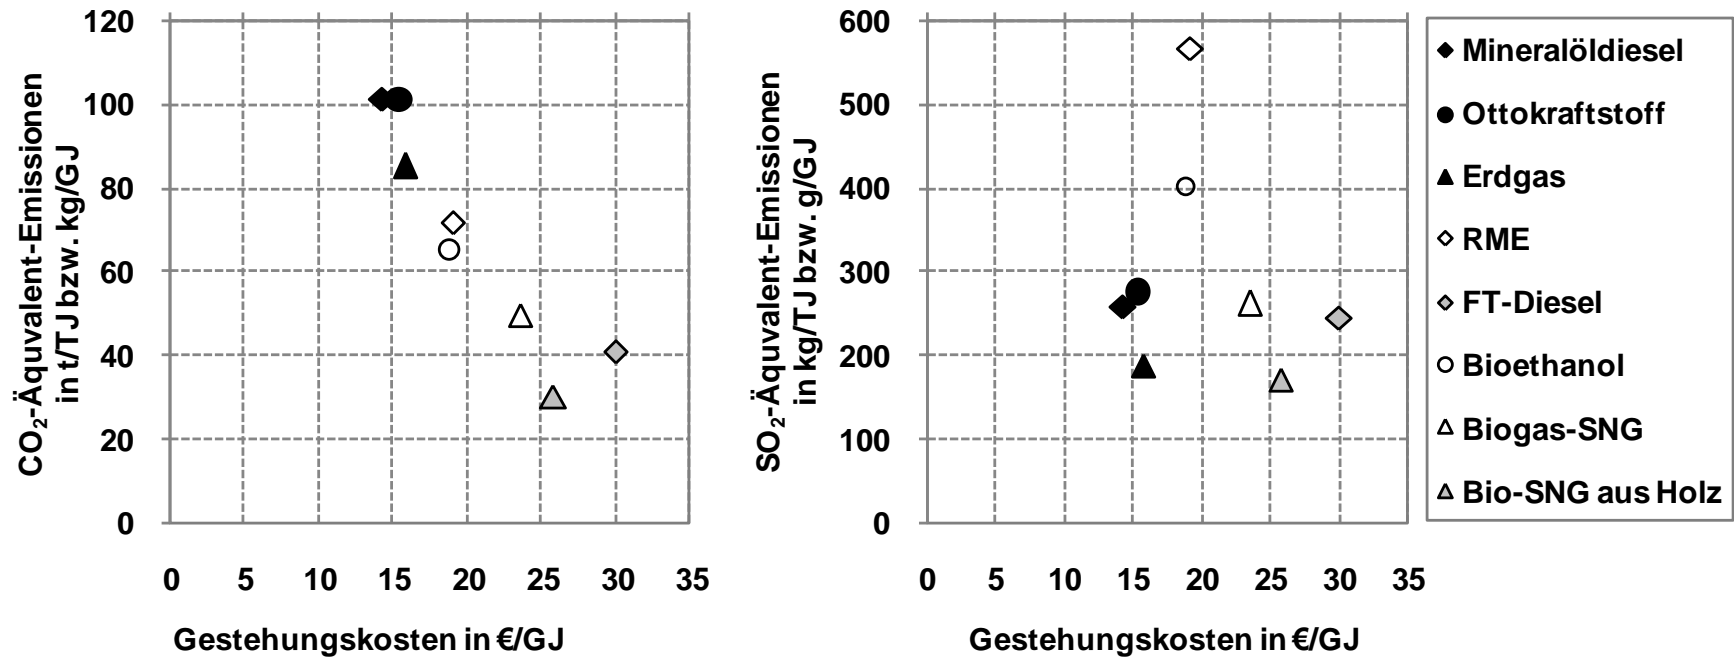 CO₂-Äquvalent-Emissionen
in t/TJ bzw. kg/GJ
120
100
80
60
40
20
0
0 5 10 15 20 25 30 35
Gestehungskosten in €/GJ
SO₂-Äquvalent-Emissionen
in kg/TJ bzw. g/GJ
600
500
400
300
200
100
0
0 5 10 15 20 25 30 35
Gestehungskosten in €/GJ
Mineralöldiesel
Ottokraftstoff
Erdgas
RME
FT-Diesel
Bioethanol
Biogas-SNG
Bio-SNG aus Holz